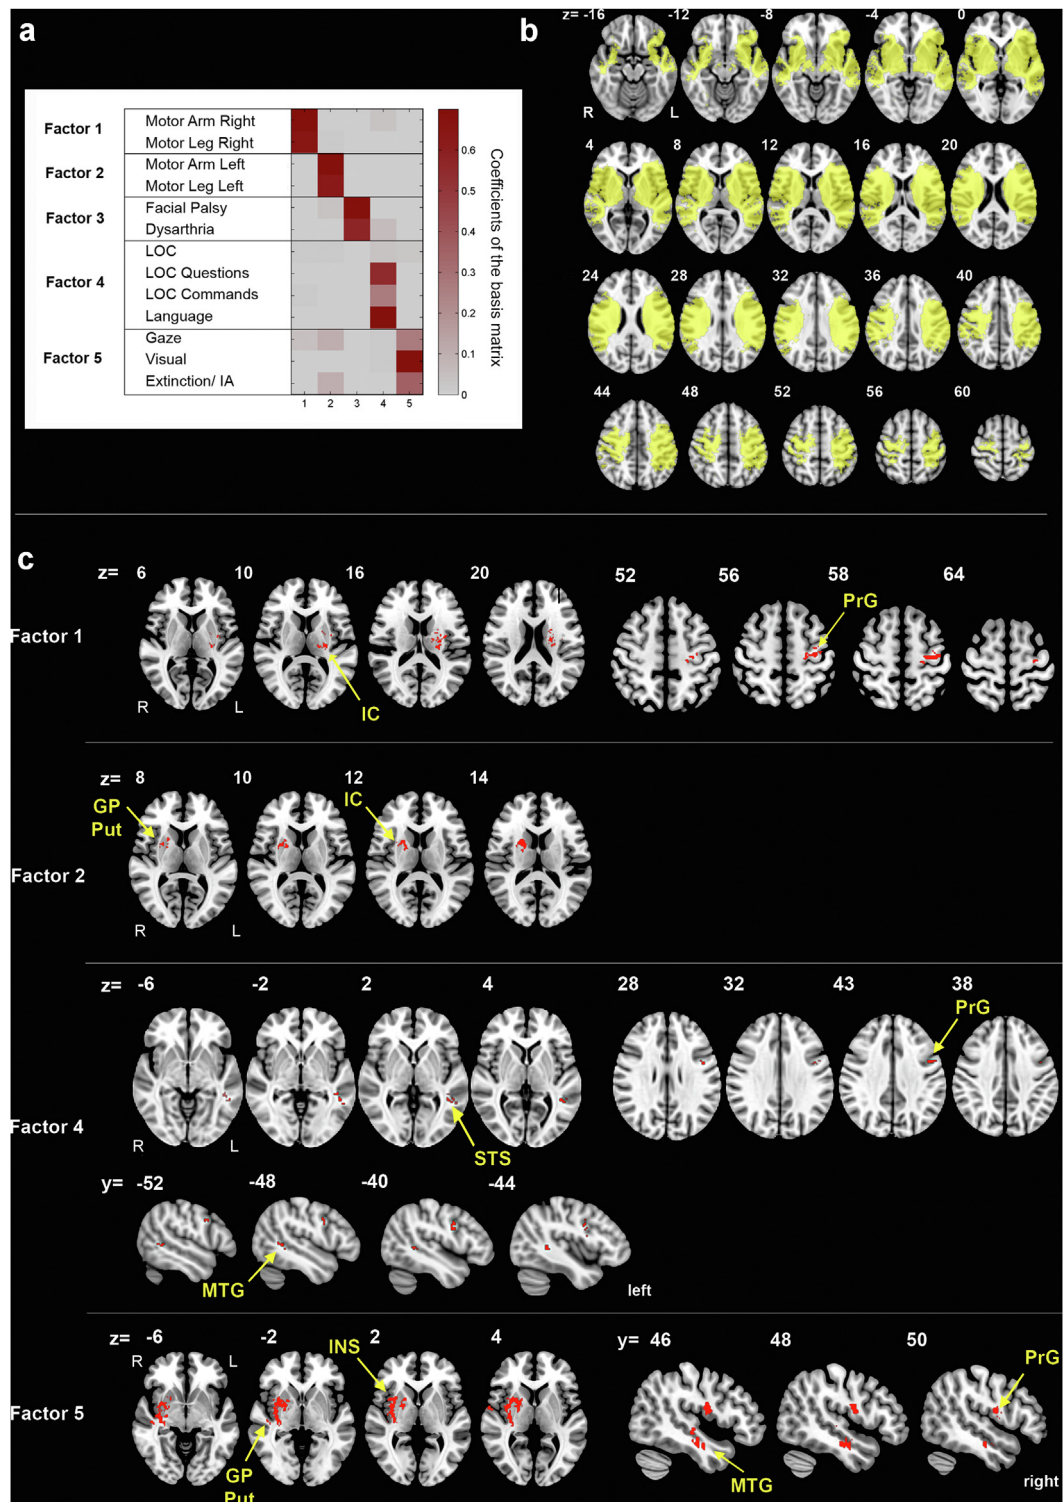 a
Factor 1
Motor Arm Right
Motor Leg Right
Factor 2
Motor Arm Left
Motor Leg Left
Factor 3
Facial Palsy
Dysarthria
Factor 4
LOC
LOC Questions
LOC Commands
Language
Factor 5
Gaze
Visual
Extinction/ IA
1 2 3 4 5
0.6
0.5
0.4
0.3
0.2
0.1
0
Coefficients of the basis matrix
b
z= -16 -12 -8 -4 0
R L
4 8 12 16 20
24 28 32 36 40
44 48 52 56 60
c
z= 6 10 16 20 52 56 58 64
PrG
Factor 1
R L
IC
z= 8 10 12 14
GP
Put
IC
Factor 2
R L
z= -6 -2 2 4 28 32 43 38
PrG
Factor 4
R L
STS
y= -52 -48 -40 -44
MTG
left
z= -6 -2 2 4 y= 46 48 50
R L
INS
PrG
Factor 5
GP
Put
MTG
right